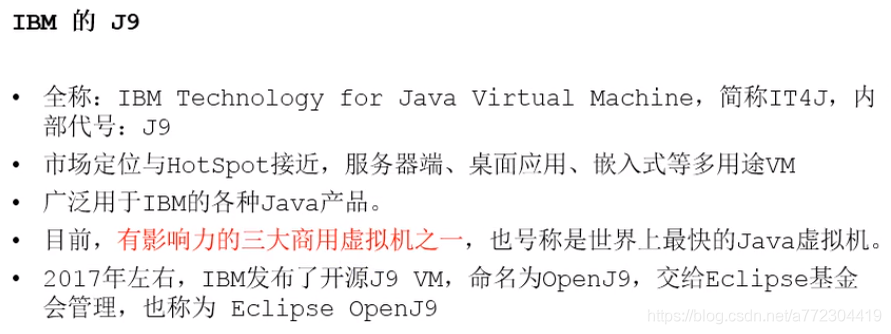 IBM 的 J9
• 全称：IBM Technology for Java Virtual Machine，简称IT4J，内
部代号：J9
• 市场定位与HotSpot接近，服务器端、桌面应用、嵌入式等多用途VM
• 广泛用于IBM的各种Java产品。
• 目前，有影响力的三大商用虚拟机之一，也号称是世界上最快的Java虚拟机。
• 2017年左右，IBM发布了开源J9 VM，命名为OpenJ9，交给Eclipse基金
会管理，也称为 Eclipse OpenJ9
https://blog.csdn.net/a772304419